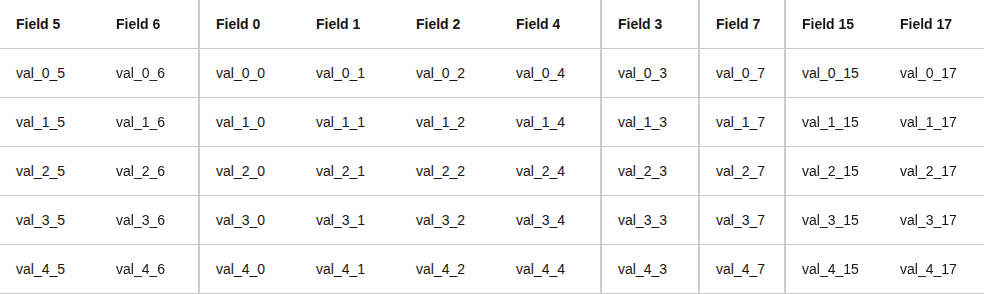 Field 5 Field 6 Field 0 Field 1 Field 2 Field 4 Field 3 Field 7 Field 15 Field 17
val_0_5 val_0_6 val_0_0 val_0_1 val_0_2 val_0_4 val_0_3 val_0_7 val_0_15 val_0_17
val_1_5 val_1_6 val_1_0 val_1_1 val_1_2 val_1_4 val_1_3 val_1_7 val_1_15 val_1_17
val_2_5 val_2_6 val_2_0 val_2_1 val_2_2 val_2_4 val_2_3 val_2_7 val_2_15 val_2_17
val_3_5 val_3_6 val_3_0 val_3_1 val_3_2 val_3_4 val_3_3 val_3_7 val_3_15 val_3_17
val_4_5 val_4_6 val_4_0 val_4_1 val_4_2 val_4_4 val_4_3 val_4_7 val_4_15 val_4_17